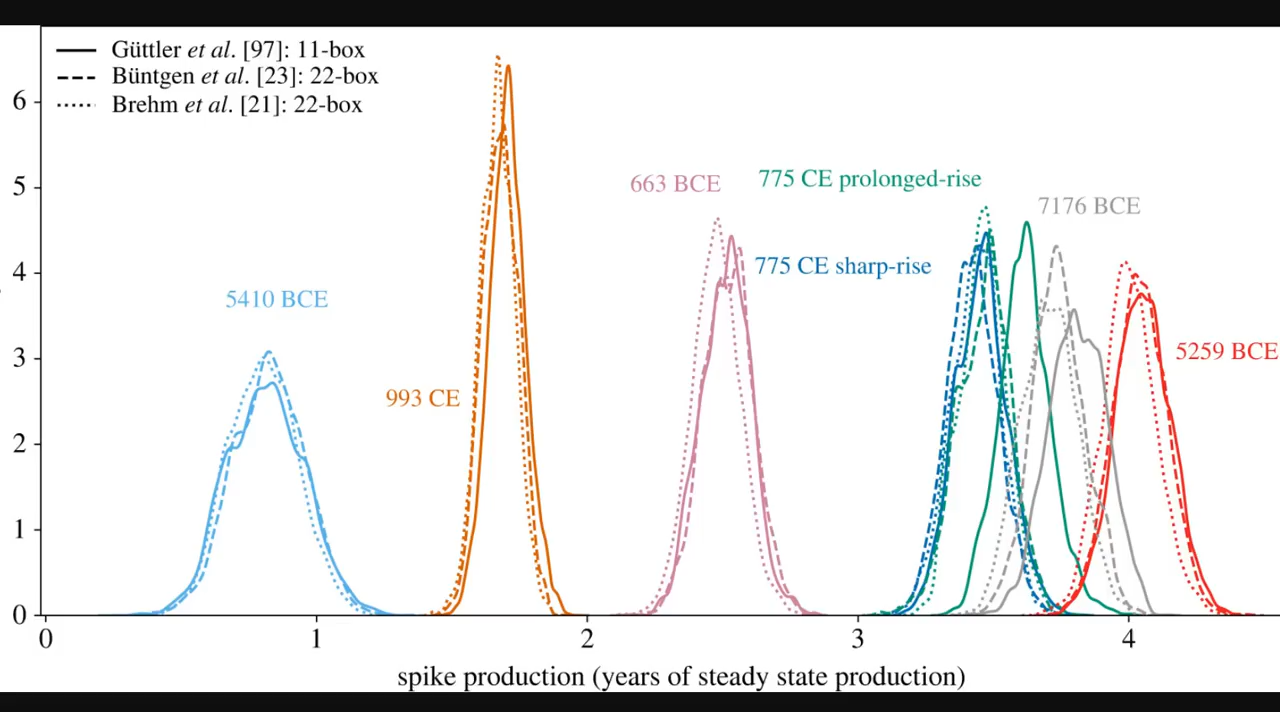 Güttler et al. [97]: 11-box
Büntgen et al. [23]: 22-box
Brehm et al. [21]: 22-box
6
5
4
3
2
1
0
663 BCE
775 CE prolonged-rise
7176 BCE
775 CE sharp-rise
5410 BCE
5259 BCE
993 CE
0 1 2 3 4
spike production (years of steady state production)